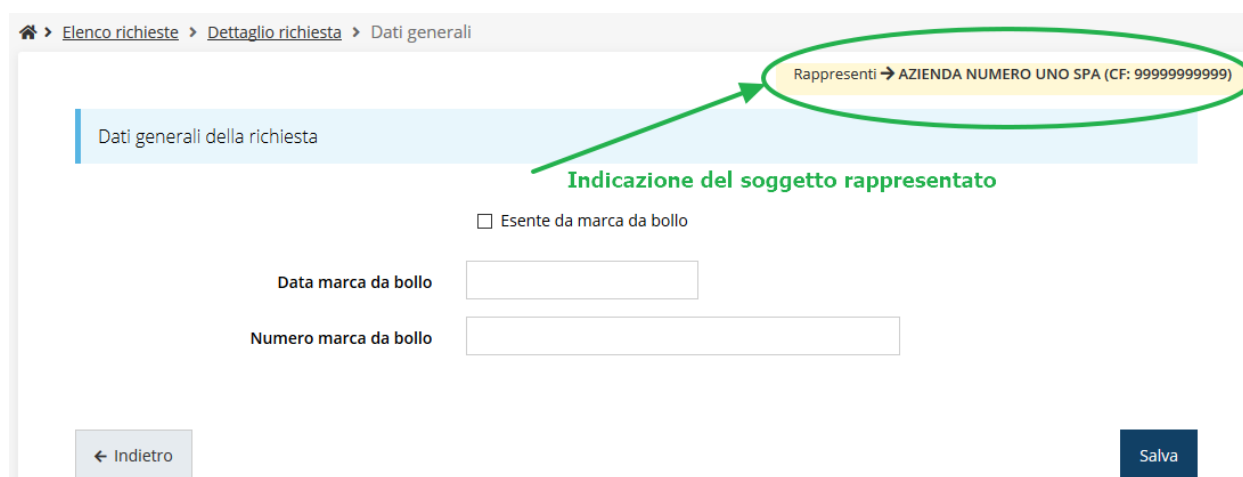 Elenco richieste > Dettaglio richiesta > Dati generali
Rappresenti → AZIENDA NUMERO UNO SPA (CF: 99999999999)
Dati generali della richiesta
Indicazione del soggetto rappresentato
Esente da marca da bollo
Data marca da bollo
Numero marca da bollo
← Indietro
Salva